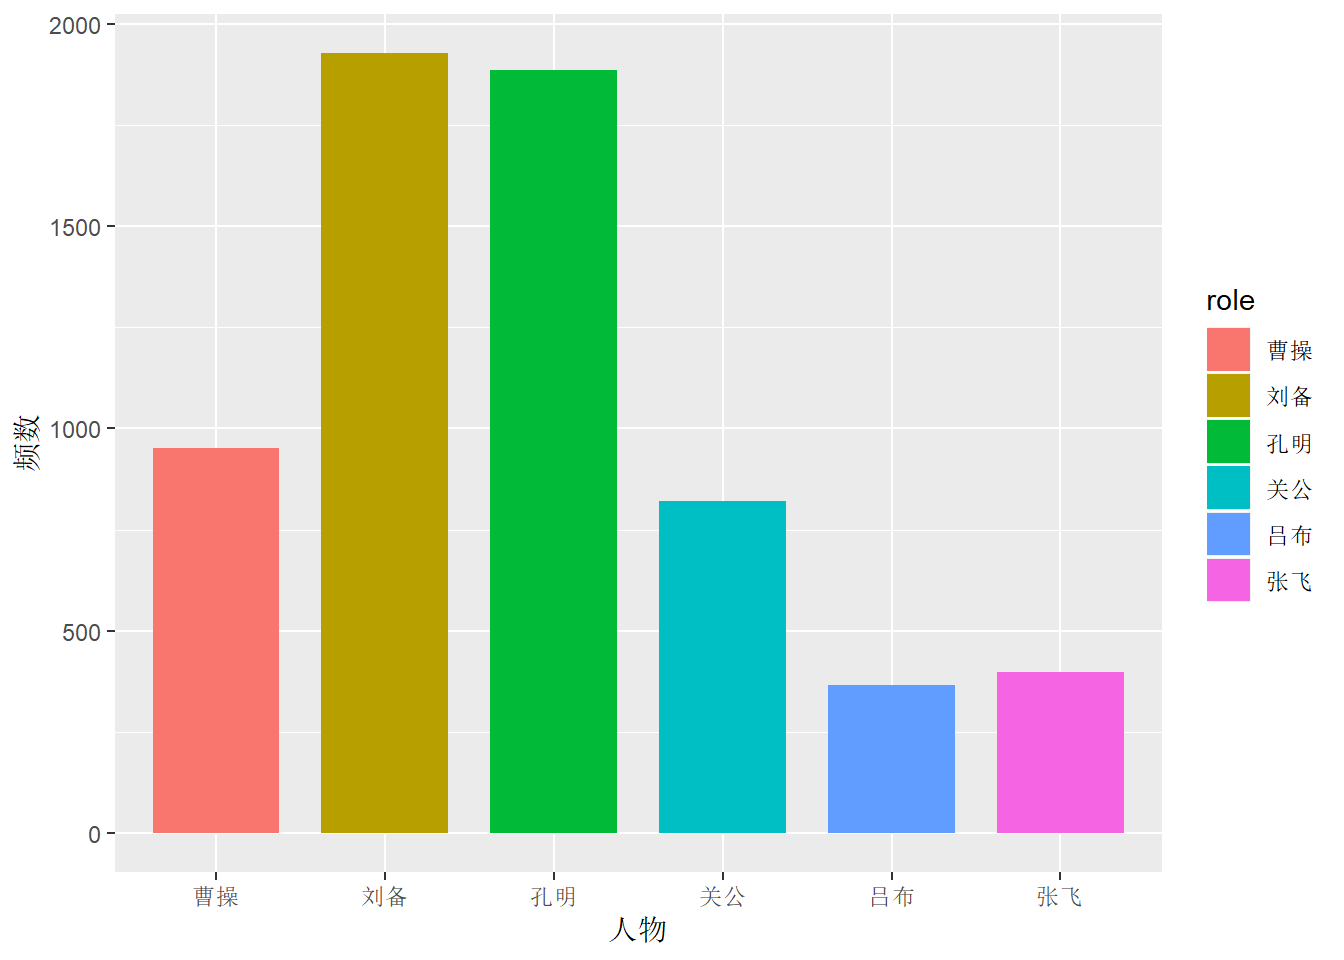 2000
1500
1000
500
0
频数
曹操 刘备 孔明 关公 吕布 张飞
人物
role
曹操
刘备
孔明
关公
吕布
张飞